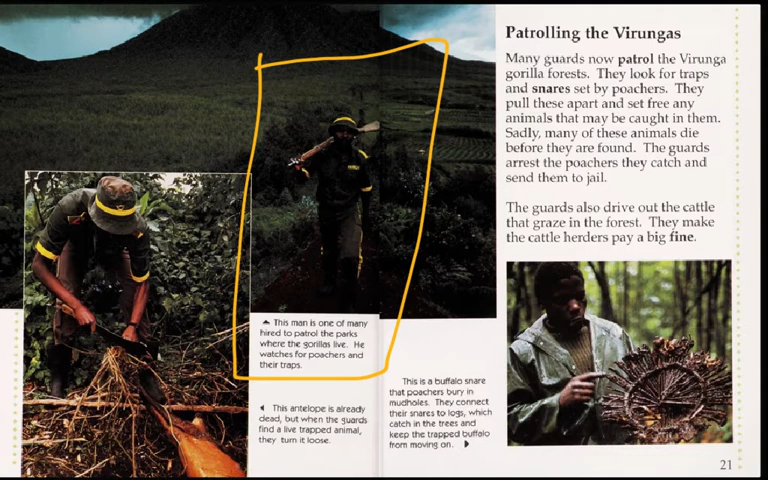 Patrolling the Virungas
Many guards now patrol the Virunga
gorilla forests. They look for traps
and snares set by poachers. They
pull these apart and set free any
animals that may be caught in them.
Sadly, many of these animals die
before they are found. The guards
arrest the poachers they catch and
send them to jail.
The guards also drive out the cattle
that graze in the forest. They make
the cattle herders pay a big fine.
This man is one of many
hired to patrol the parks
where the gorillas live. He
watches for poachers and
their traps.
This antelope is already
dead, but when the guards
find a live trapped animal,
they turn it loose.
This is a buffalo snare
that poachers bury in
mudholes. They connect
their snares to logs, which
catch in the trees and
keep the trapped buffalo
from moving on.
21